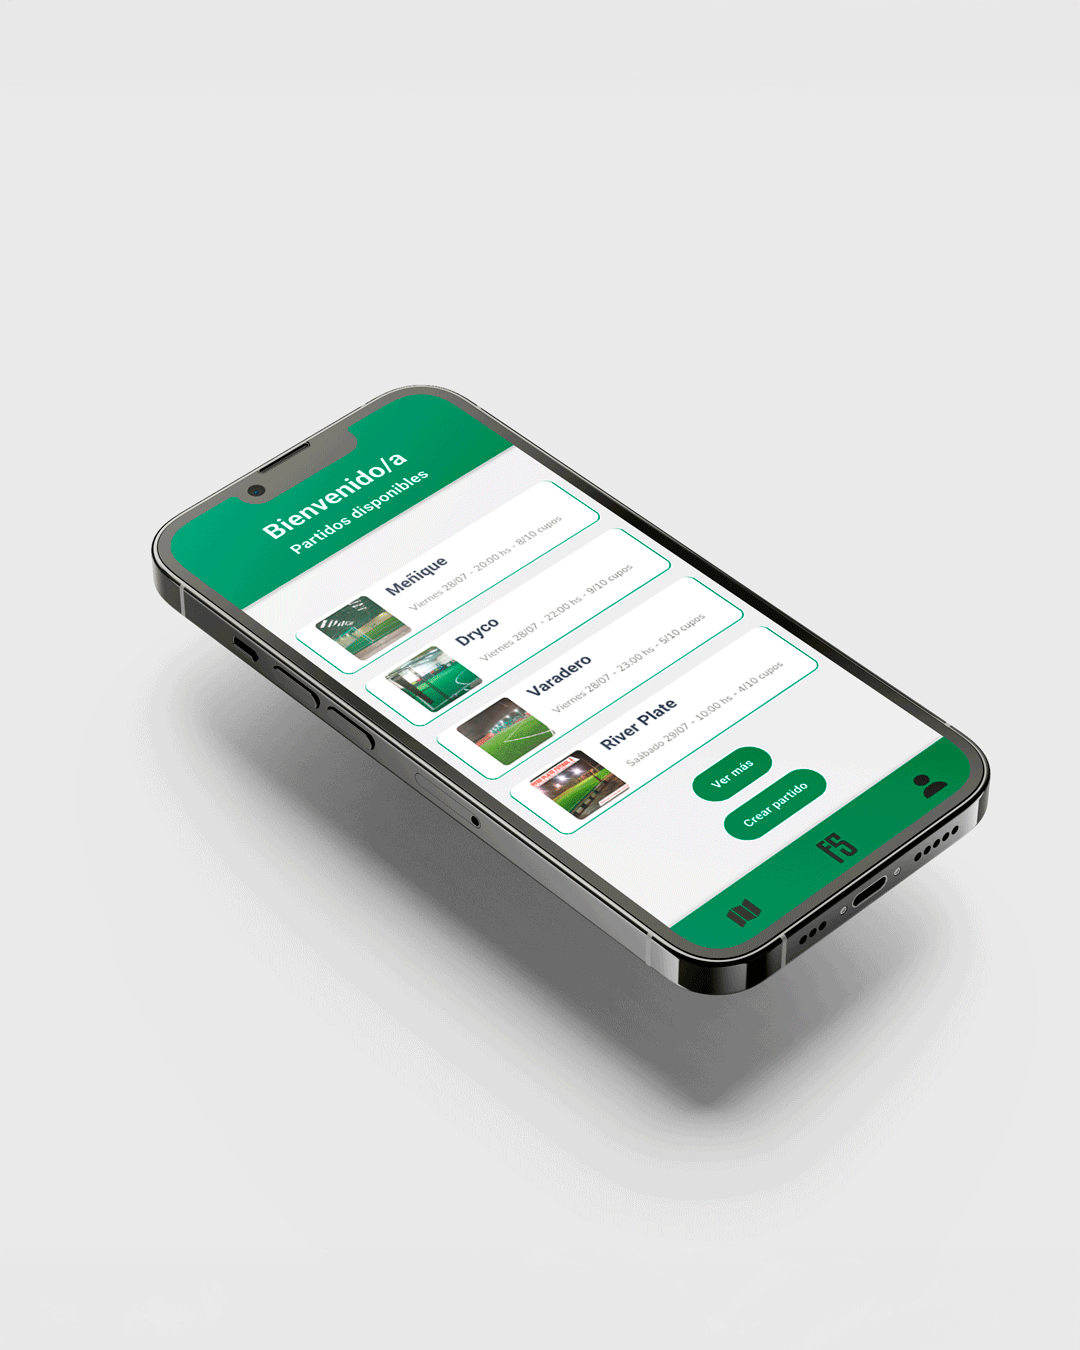 Bienvenido/a
Partidos disponibles
Meñique
Viernes 28/07 - 20:00 hs - 8/10 cupos
Dryco
Viernes 28/07 - 22:00 hs - 9/10 cupos
Varadero
Viernes 28/07 - 23:00 hs - 5/10 cupos
River Plate
Saábado 29/07 - 10:00 hs - 4/10 cupos
Ver más
Crear partido
FS